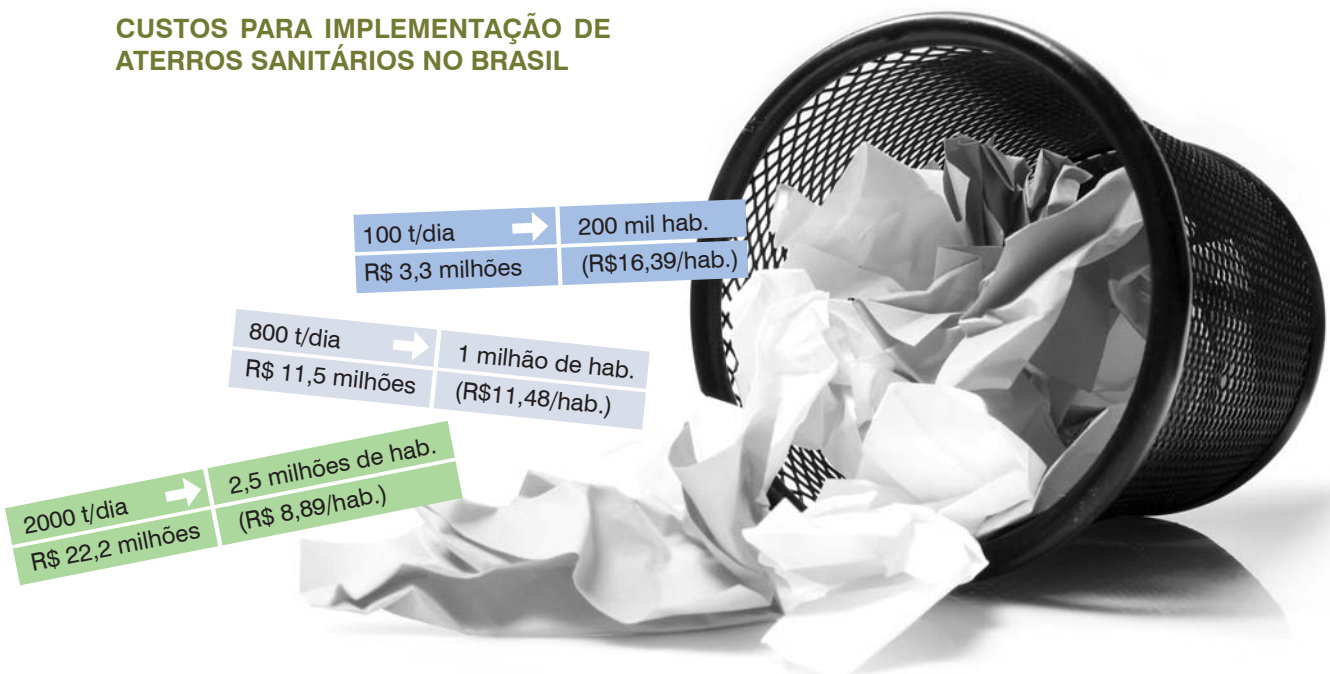 CUSTOS PARA IMPLEMENTAÇÃO DE
ATERROS SANITÁRIOS NO BRASIL
100 t/dia 200 mil hab.
R$ 3,3 milhões (R$16,39/hab.)
800 t/dia 1 milhão de hab.
R$ 11,5 milhões (R$11,48/hab.)
2000 t/dia 2,5 milhões de hab.
R$ 22,2 milhões (R$ 8,89/hab.)